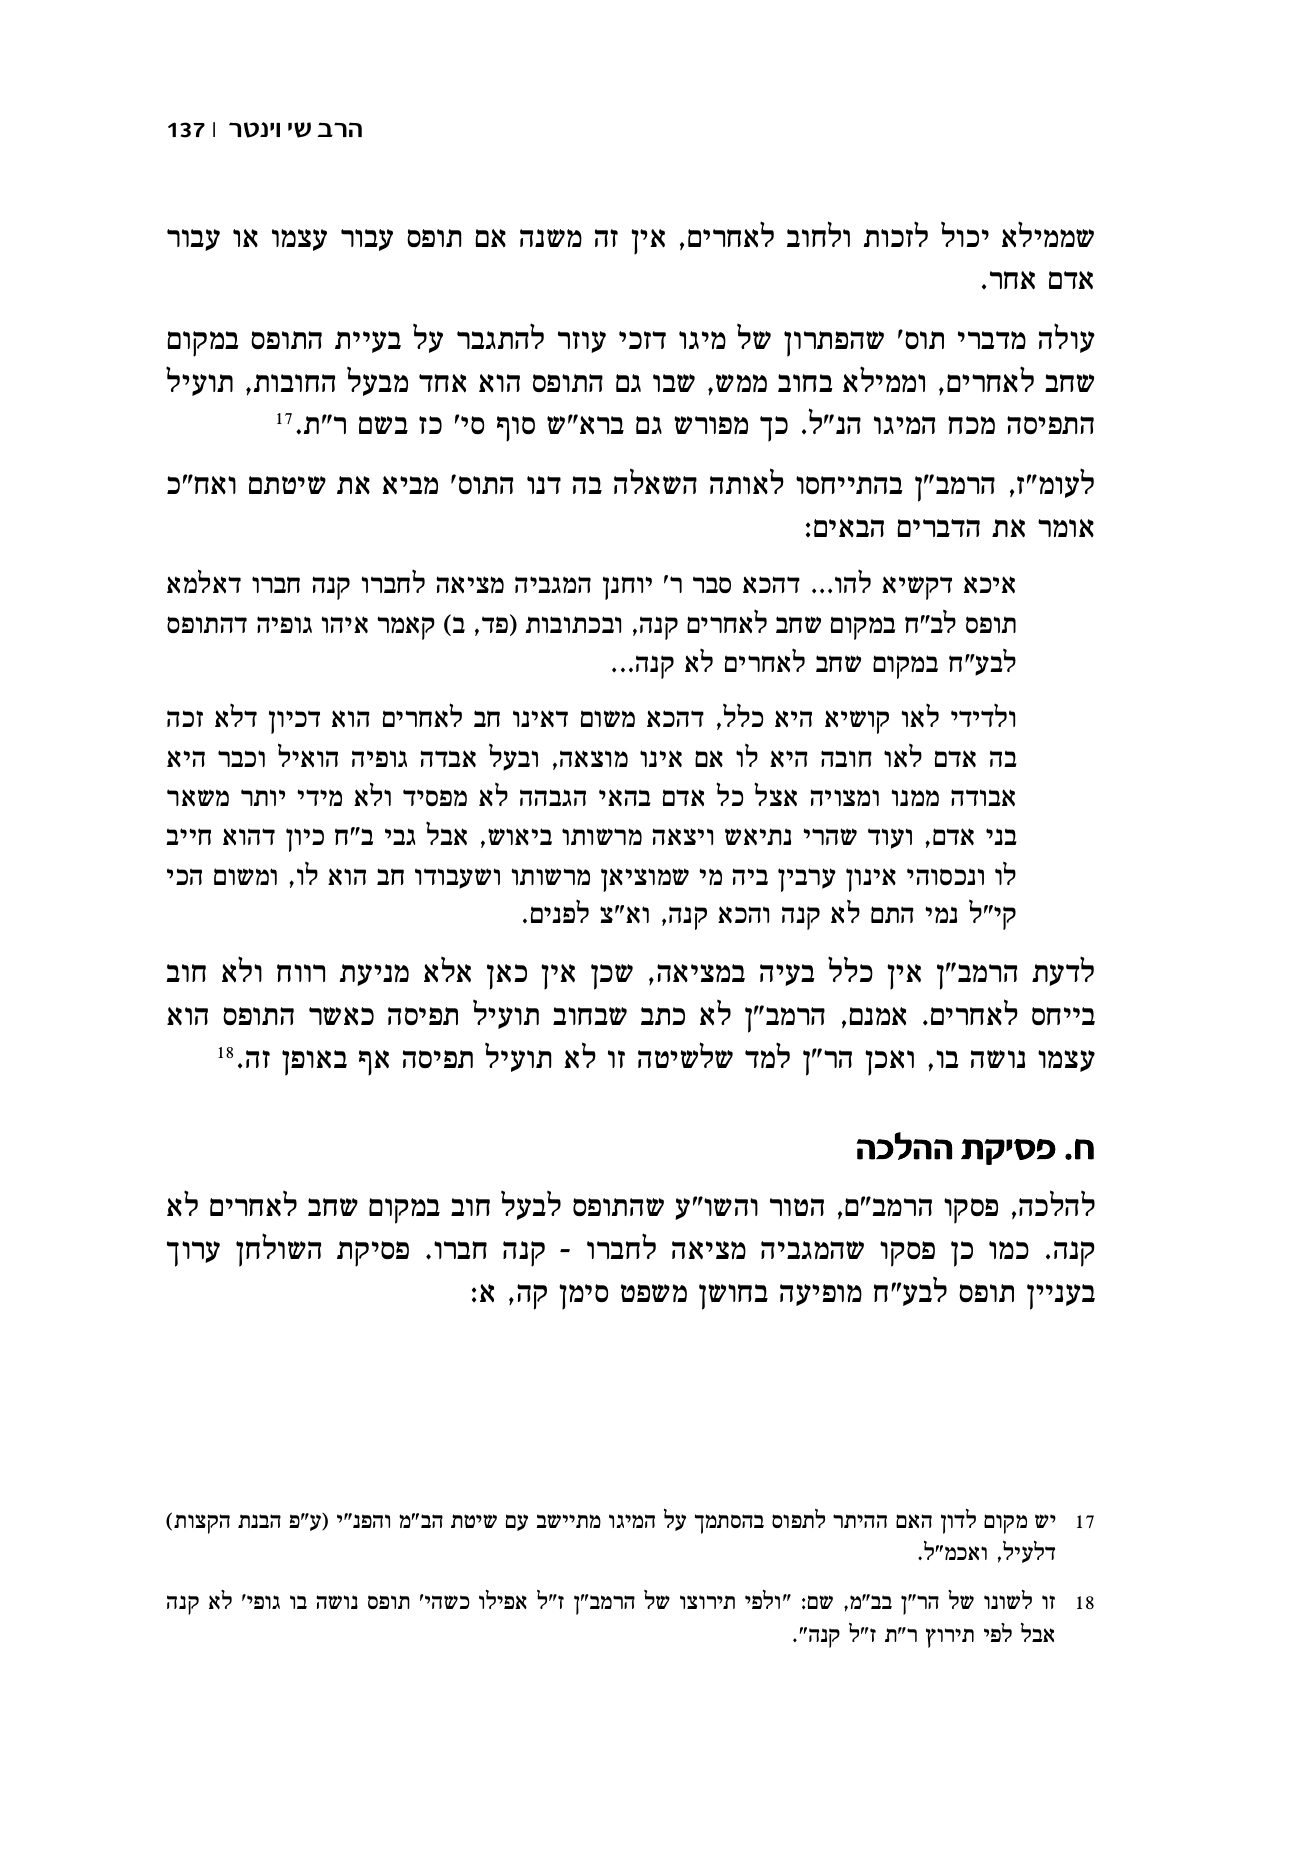 הרב שי וינטר | 137
שממילא יכול לזכות ולחוב לאחרים, אין זה משנה אם תופס עבור עצמו או עבור
אדם אחר.
עולה מדברי תוס' שהפתרון של מיגו דזכי עוזר להתגבר על בעיית התופס במקום
שחב לאחרים, וממילא בחוב ממש, שבו גם התופס הוא אחד מבעל החובות, תועיל
התפיסה מכח המיגו הנ"ל. כך מפורש גם ברא"ש סוף סי' כז בשם ר"ת.17
לעומ"ז, הרמב"ן בהתייחסו לאותה השאלה בה דנו התוס' מביא את שיטתם ואח"כ
אומר את הדברים הבאים:
איכא דקשיא להו... דהכא סבר ר' יוחנן המגביה מציאה לחברו קנה חברו דאלמא
תופס לב"ח במקום שחב לאחרים קנה, ובכתובות (פד, ב) קאמר איהו גופיה דהתופס
לבע"ח במקום שחב לאחרים לא קנה...
ולדידי לאו קושיא היא כלל, דהכא משום דאינו חב לאחרים הוא דכיון דלא זכה
בה אדם לאו חובה היא לו אם אינו מוצאה, ובעל אבדה גופיה הואיל וכבר היא
אבודה ממנו ומצויה אצל כל אדם בהאי הגבהה לא מפסיד ולא מידי יותר משאר
בני אדם, ועוד שהרי נתיאש ויצאה מרשותו ביאוש, אבל גבי ב"ח כיון דהוא חייב
לו ונכסוהי אינון ערבין ביה מי שמוציאן מרשותו ושעבודו חב הוא לו, ומשום הכי
קי"ל נמי התם לא קנה והכא קנה, וא"צ לפנים.
לדעת הרמב"ן אין כלל בעיה במציאה, שכן אין כאן אלא מניעת רווח ולא חוב
בייחס לאחרים. אמנם, הרמב"ן לא כתב שבחוב תועיל תפיסה כאשר התופס הוא
עצמו נושה בו, ואכן הר"ן למד שלשיטה זו לא תועיל תפיסה אף באופן זה.18
ח. פסיקת ההלכה
להלכה, פסקו הרמב"ם, הטור והשו"ע שהתופס לבעל חוב במקום שחב לאחרים לא
קנה. כמו כן פסקו שהמגביה מציאה לחברו - קנה חברו. פסיקת השולחן ערוך
בעניין תופס לבע"ח מופיעה בחושן משפט סימן קה, א:
17 יש מקום לדון האם ההיתר לתפוס בהסתמך על המיגו מתיישב עם שיטת הב"מ והפנ"י (ע"פ הבנת הקצות)
דלעיל, ואכמ"ל.
18 זו לשונו של הר"ן בב"מ, שם: "ולפי תירוצו של הרמב"ן ז"ל אפילו כשהי' תופס נושה בו גופי' לא קנה
אבל לפי תירוץ ר"ת ז"ל קנה".